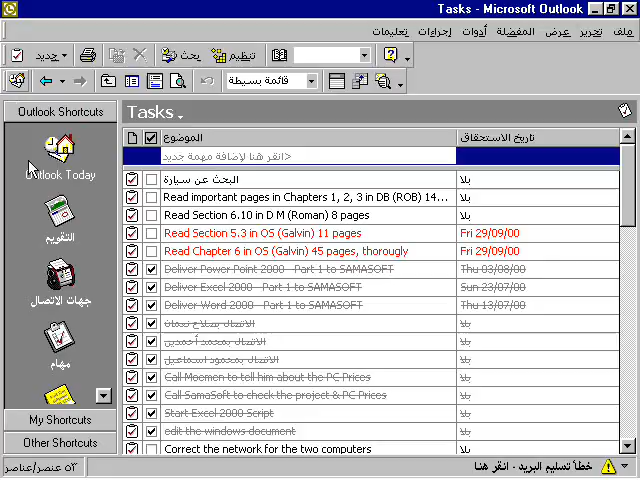 Tasks - Microsoft Outlook
ملف تحرير عرض المفضلة أدوات إجراءات تعليمات
جديد بحث عن تنظيم
قائمة بسيطة
Outlook Shortcuts
Tasks .
Outlook Today
التقويم
جهات الاتصال
مهام
My Shortcuts
Other Shortcuts
الموضوع تاريخ الاستحقاق
انقر هنا لإضافة مهمة جديد>
البحث عن سيارة بلا
Read important pages in Chapters 1, 2, 3 in DB (ROB) 14... بلا
Read Section 6.10 in D M (Roman) 8 pages بلا
Read Section 5.3 in OS (Galvin) 11 pages Fri 29/09/00
Read Chapter 6 in OS (Galvin) 45 pages, thorougly Fri 29/09/00
Deliver Power Point 2000 - Part 1 to SAMASOFT Thu 03/08/00
Deliver Excel 2000 - Part 1 to SAMASOFT Sun 23/07/00
Deliver Word 2000 - Part 1 to SAMASOFT Thu 13/07/00
الاتصال بصلاح نعمان بلا
الاتصال بمحمد أحمدين بلا
الاتصال بمحمود اسماعيل بلا
Call Moemen to tell him about the PC Prices بلا
Call SamaSoft to check the project & PC Prices بلا
Start Excel 2000 Script بلا
edit the windows document بلا
Correct the network for the two computers بلا
٥٣ عنصر/عناصر
خطأ تسليم البريد - انقر هنا